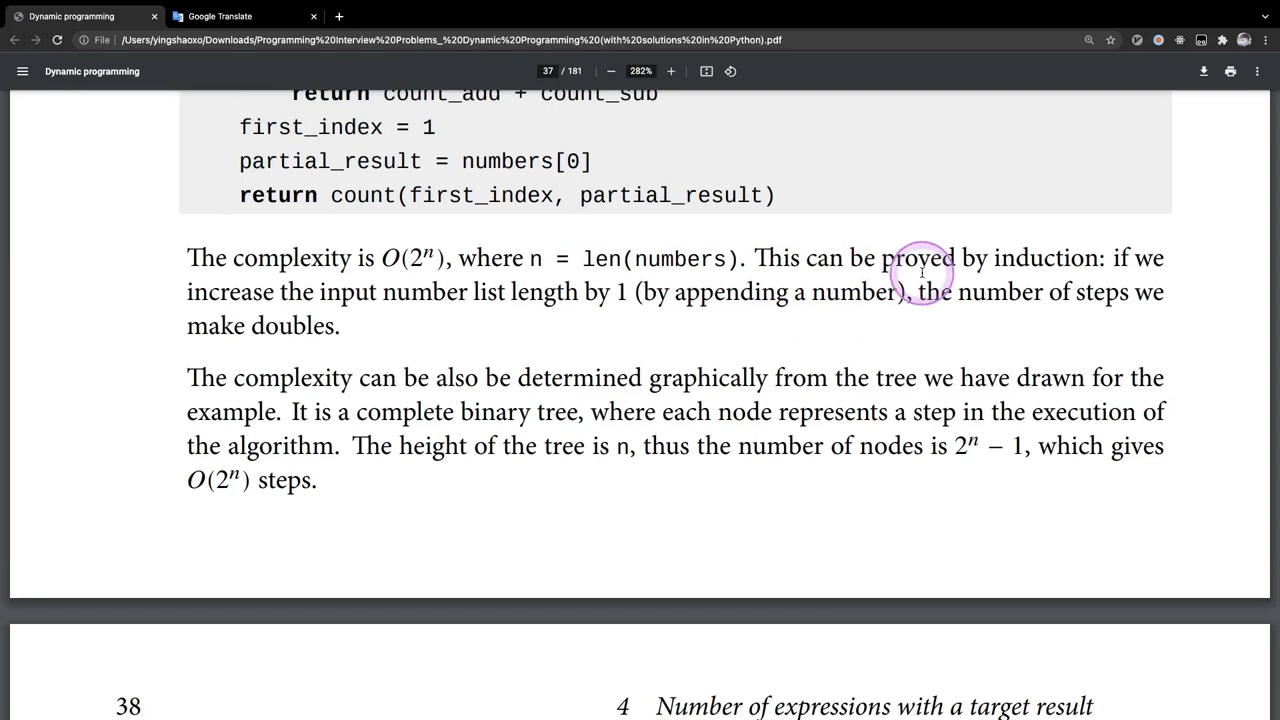 Dynamic programming
Google Translate
File
/Users/yingshaoxo/Downloads/Programming%20Interview%20Problems_%20Dynamic%20Programming%20(with%20solutions%20in%20Python).pdf
Dynamic programming
37 / 181
282%
return count_add + count_sub
first_index = 1
partial_result = numbers[0]
return count(first_index, partial_result)
The complexity is O(2ⁿ), where n = len(numbers). This can be proved by induction: if we
increase the input number list length by 1 (by appending a number), the number of steps we
make doubles.
The complexity can be also be determined graphically from the tree we have drawn for the
example. It is a complete binary tree, where each node represents a step in the execution of
the algorithm. The height of the tree is n, thus the number of nodes is 2ⁿ − 1, which gives
O(2ⁿ) steps.
38
4 Number of expressions with a target result